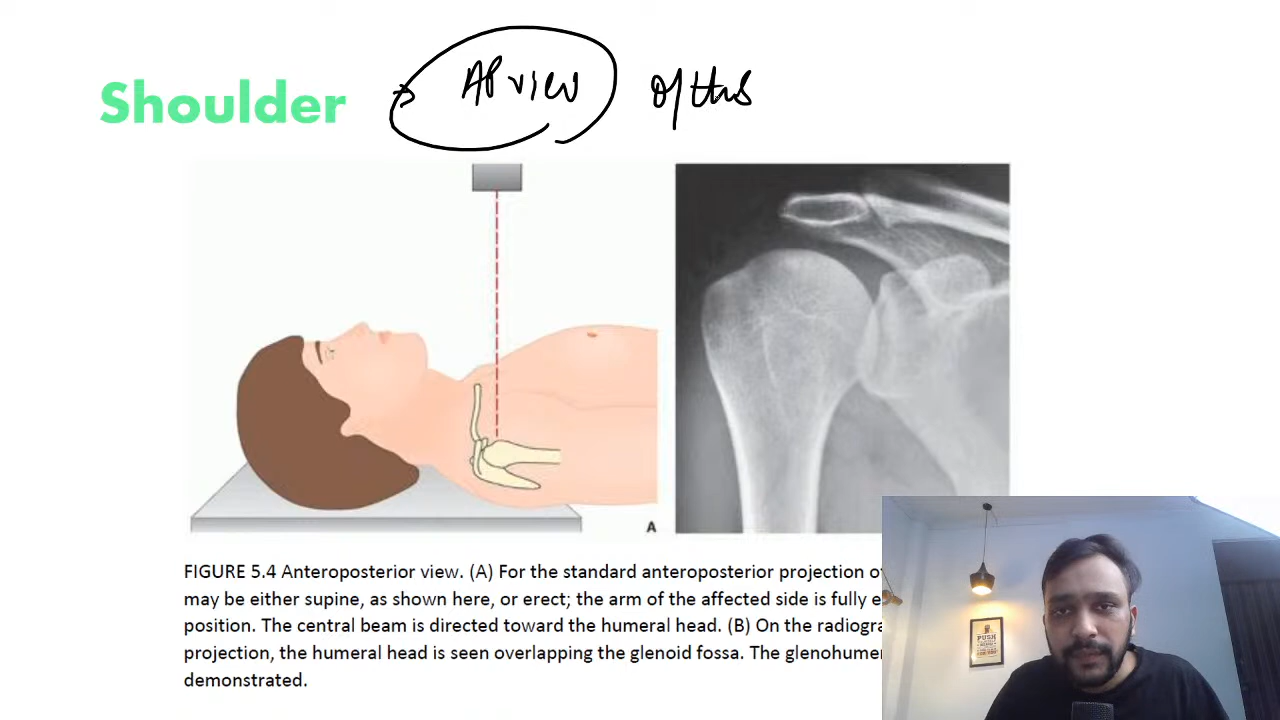 Shoulder → AP view of the
A
FIGURE 5.4 Anteroposterior view. (A) For the standard anteroposterior projection of
may be either supine, as shown here, or erect; the arm of the affected side is fully e
position. The central beam is directed toward the humeral head. (B) On the radiogra
projection, the humeral head is seen overlapping the glenoid fossa. The glenohumer
demonstrated.
PUSH